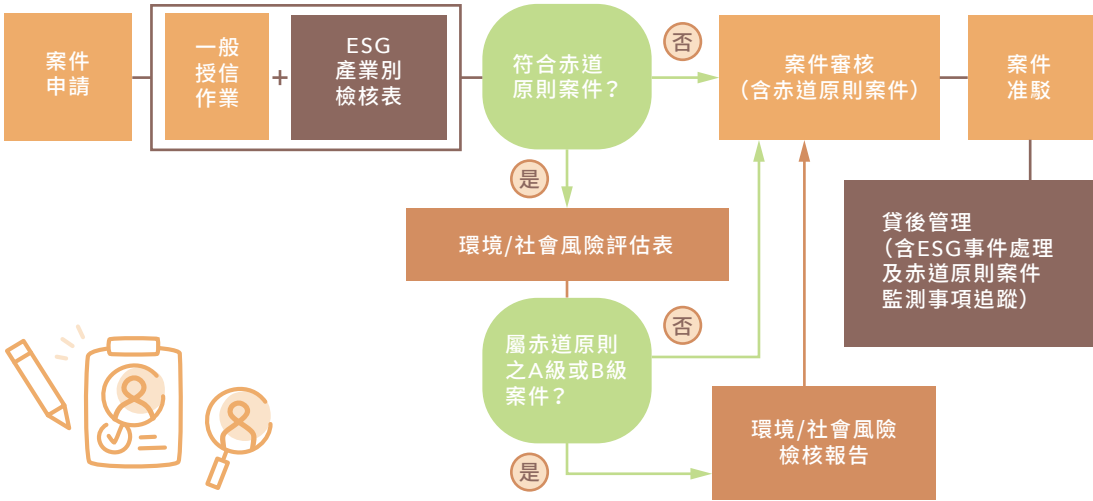 案件
申請
一般
授信
作業
+
ESG
產業別
檢核表
符合赤道
原則案件？
否
案件審核
（含赤道原則案件）
案件
准駁
是
環境/社會風險評估表
貸後管理
（含ESG事件處理
及赤道原則案件
監測事項追蹤）
屬赤道原則
之A級或B級
案件？
否
是
環境/社會風險
檢核報告